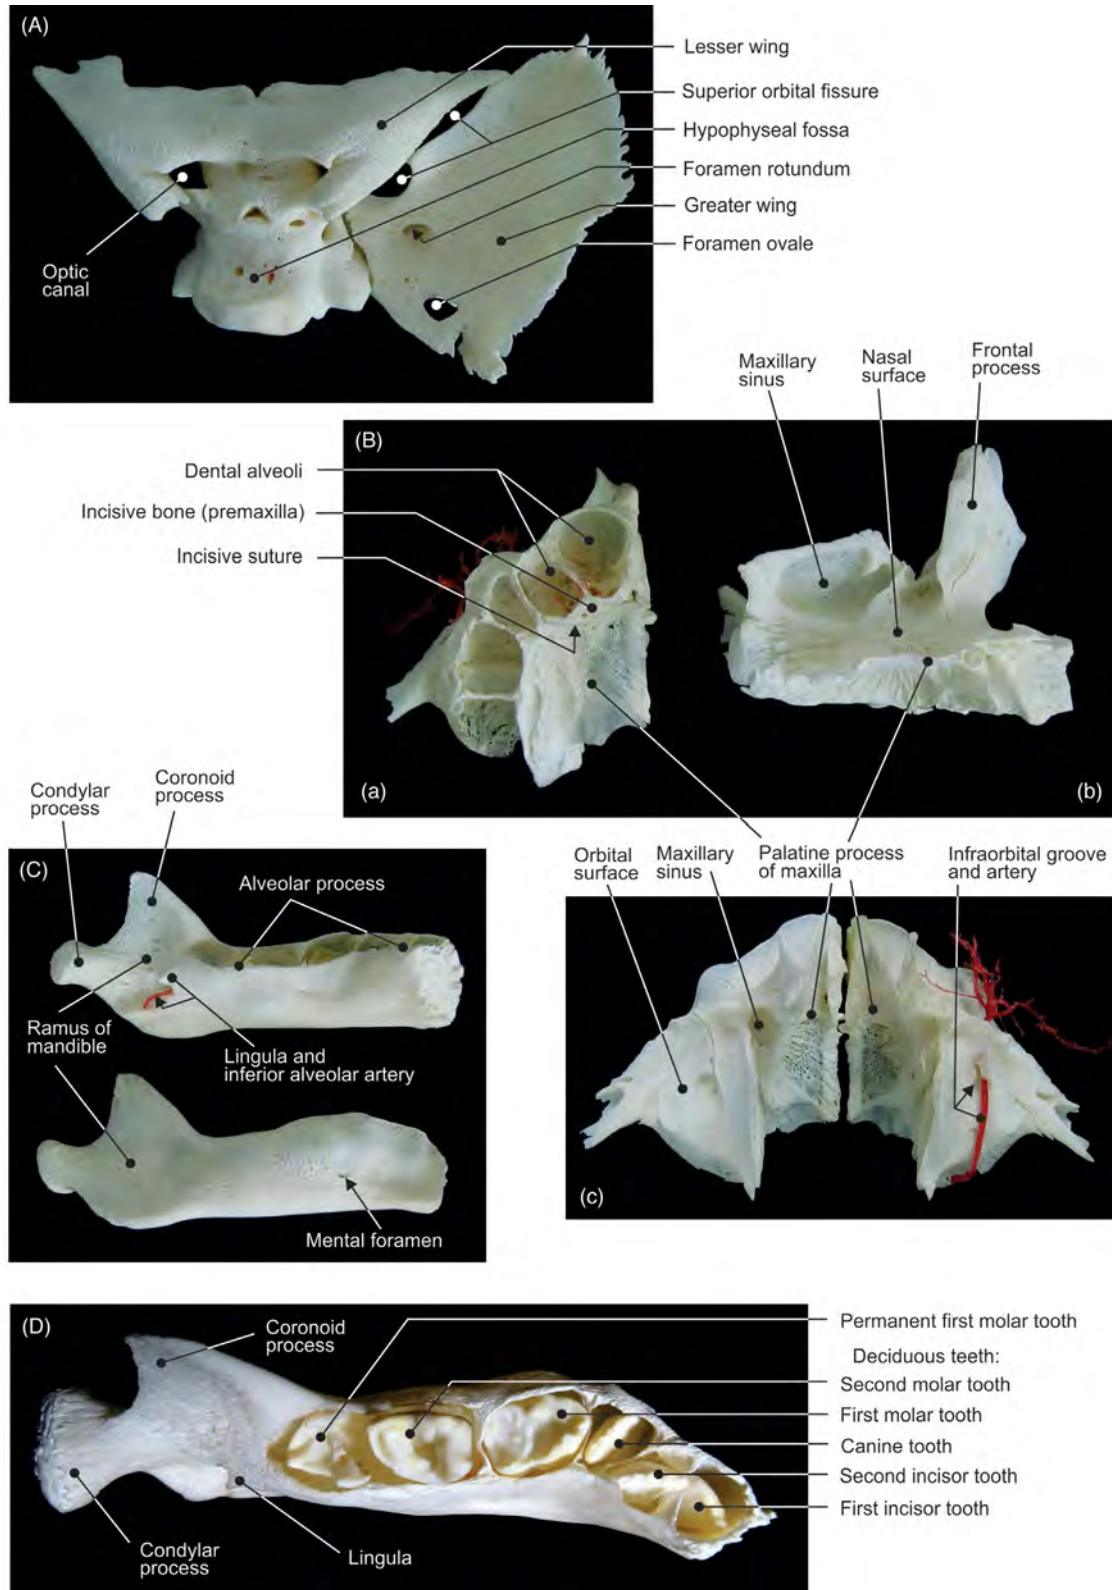 (A)
Lesser wing
Superior orbital fissure
Hypophyseal fossa
Foramen rotundum
Greater wing
Foramen ovale
Optic
canal
Maxillary
sinus
Nasal
surface
Frontal
process
(B)
Dental alveoli
Incisive bone (premaxilla)
Incisive suture
(a)
(b)
Condylar
process
Coronoid
process
Orbital
surface
Maxillary
sinus
Palatine process
of maxilla
Infraorbital groove
and artery
(C)
Alveolar process
Ramus of
mandible
Lingula and
inferior alveolar artery
Mental foramen
(c)
(D)
Coronoid
process
Permanent first molar tooth
Deciduous teeth:
Second molar tooth
First molar tooth
Canine tooth
Second incisor tooth
First incisor tooth
Condylar
process
Lingula